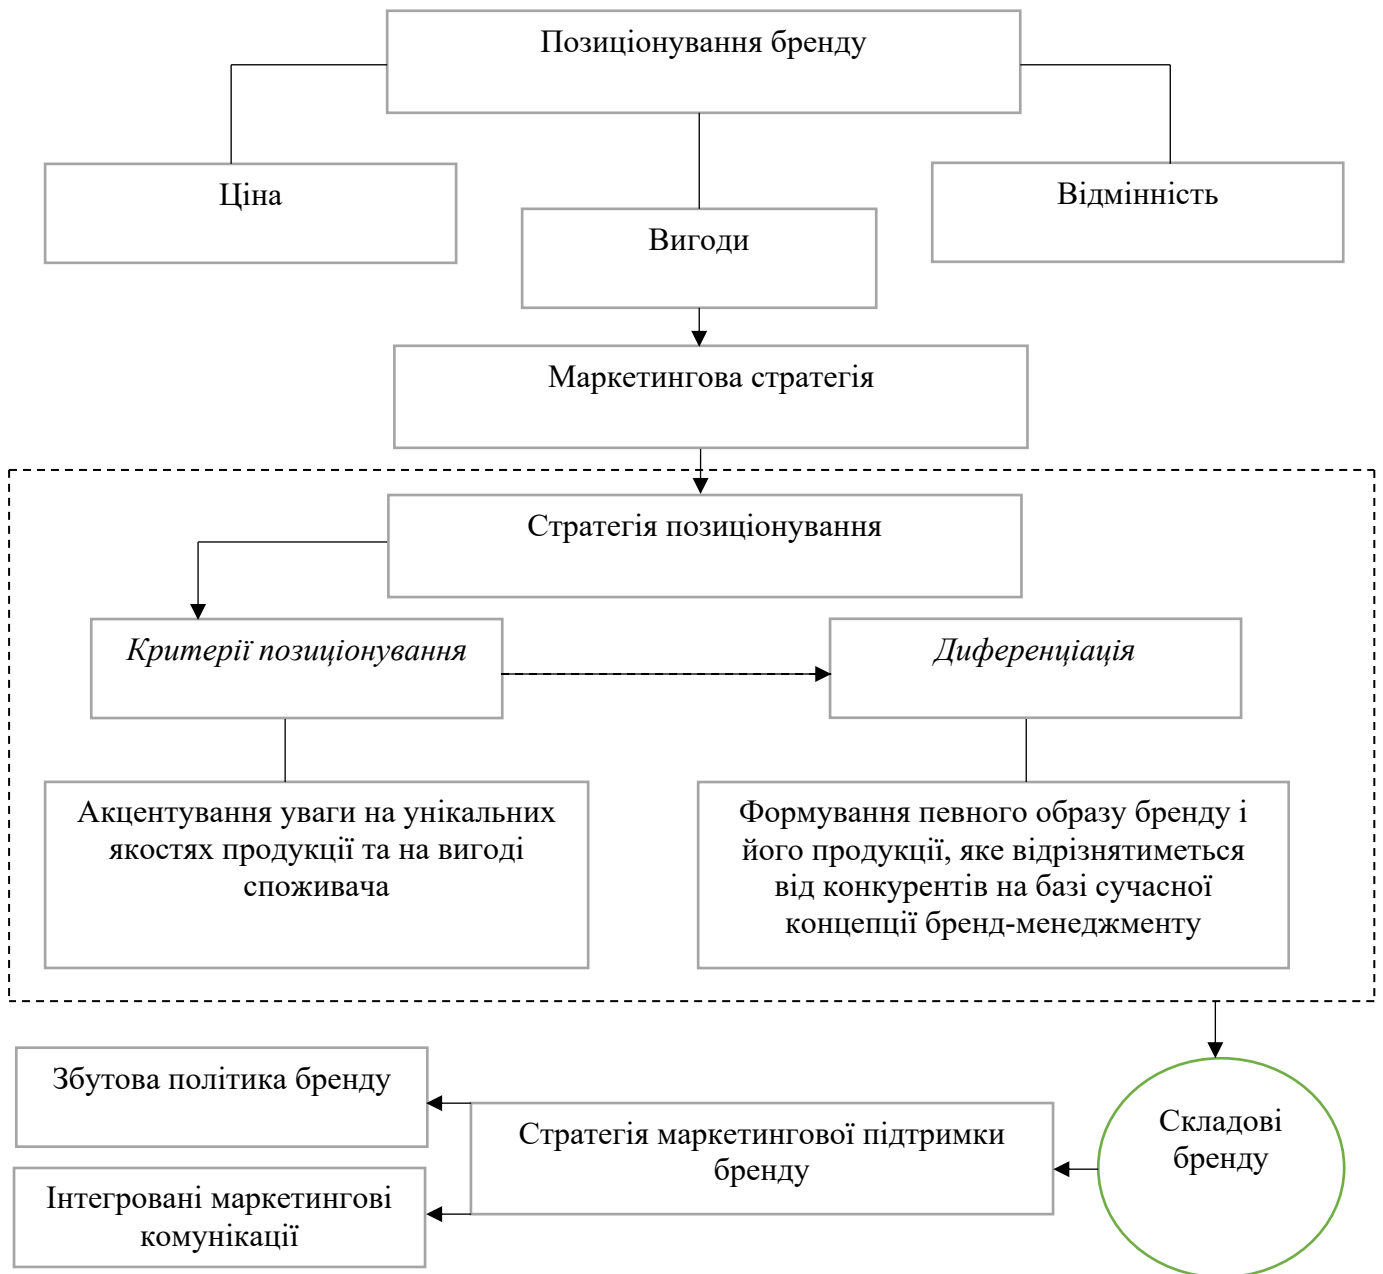 Позиціонування бренду
Ціна
Відмінність
Вигоди
Маркетингова стратегія
Стратегія позиціонування
Критерії позиціонування
Диференціація
Акцентування уваги на унікальних
якостях продукції та на вигоді
споживача
Формування певного образу бренду і
його продукції, яке відрізнятиметься
від конкурентів на базі сучасної
концепції бренд-менеджменту
Збутова політика бренду
Стратегія маркетингової підтримки
бренду
Складові
бренду
Інтегровані маркетингові
комунікації